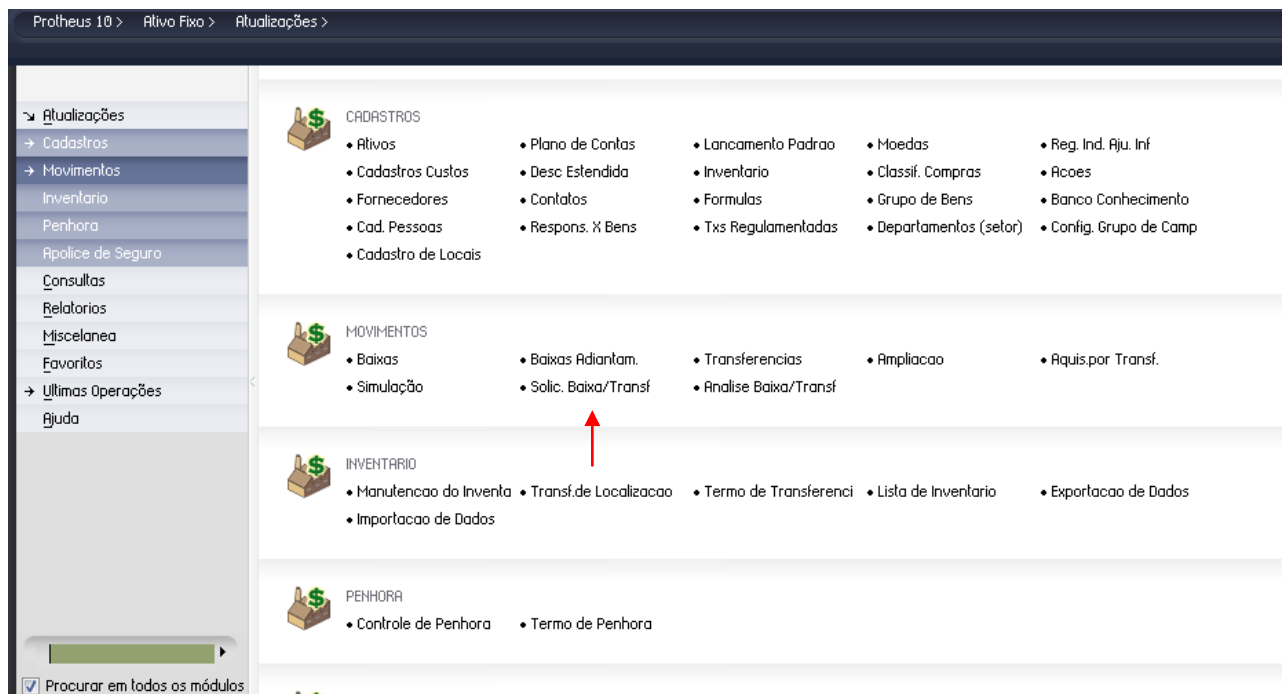 Protheus 10 > Ativo Fixo > Atualizações >
Atualizações
Cadastros
Movimentos
Inventario
Penhora
Apolice de Seguro
Consultas
Relatorios
Miscelanea
Favoritos
Ultimas Operações
Ajuda
Procurar em todos os módulos
CADASTROS
• Ativos • Plano de Contas • Lancamento Padrao • Moedas • Reg. Ind. Aju. Inf
• Cadastros Custos • Desc Estendida • Inventario • Classif. Compras • Acoes
• Fornecedores • Contatos • Formulas • Grupo de Bens • Banco Conhecimento
• Cad. Pessoas • Respons. X Bens • Txs Regulamentadas • Departamentos (setor) • Config. Grupo de Camp
• Cadastro de Locais
MOVIMENTOS
• Baixas • Baixas Adiantam. • Transferencias • Ampliacao • Aquis.por Transf.
• Simulação • Solic. Baixa/Transf • Analise Baixa/Transf
INVENTARIO
• Manutencao do Inventa • Transf.de Localizacao • Termo de Transferenci • Lista de Inventario • Exportacao de Dados
• Importacao de Dados
PENHORA
• Controle de Penhora • Termo de Penhora